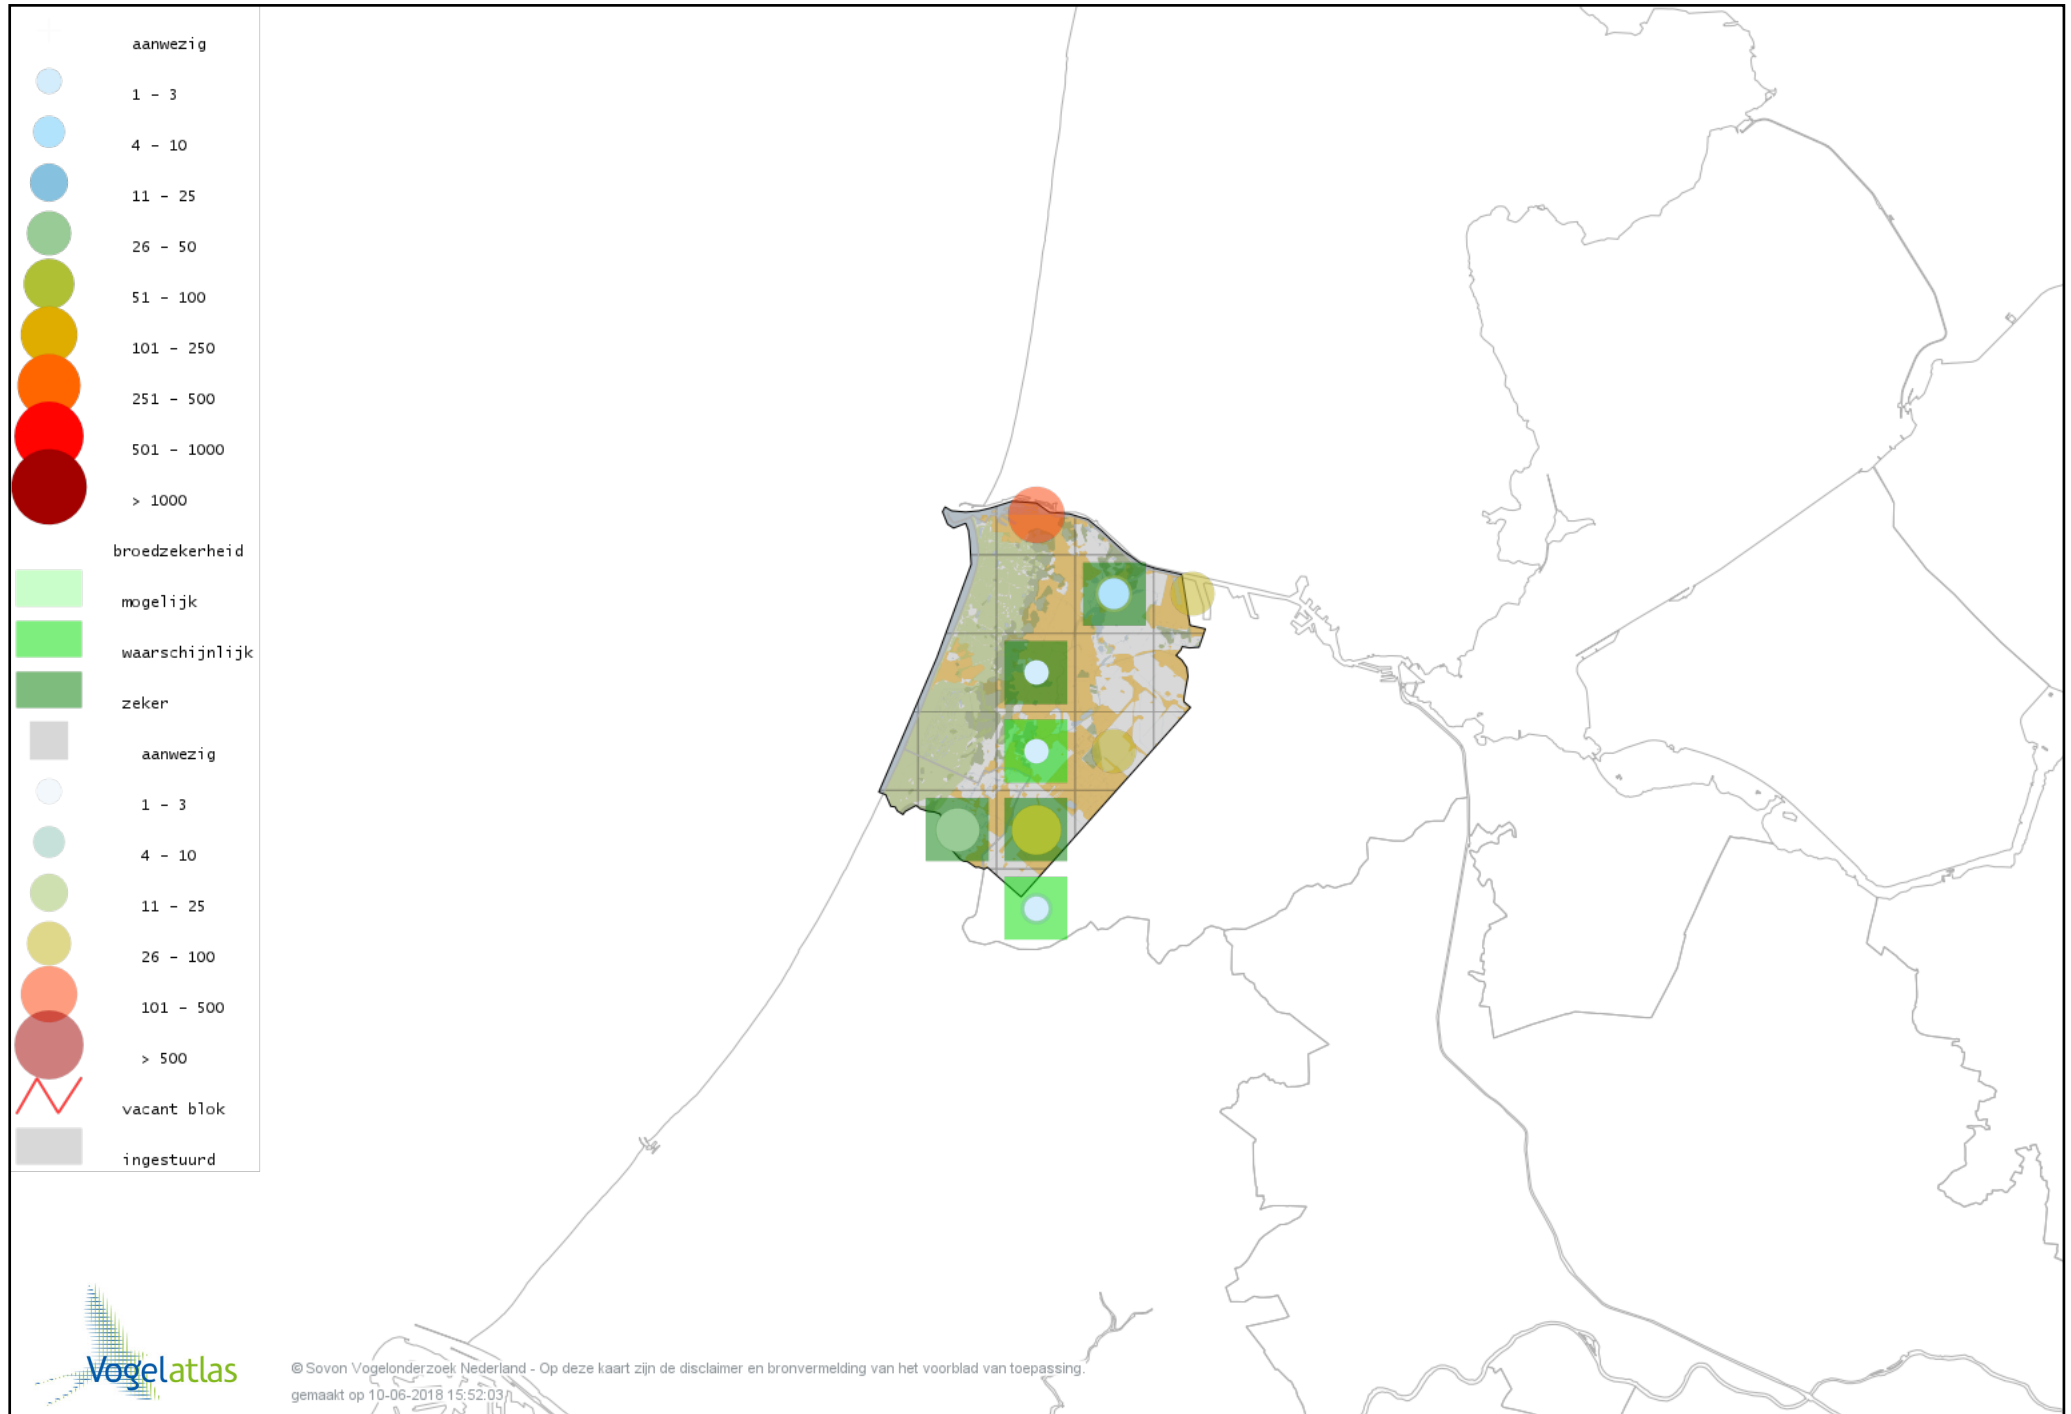 aanwezig
1 - 3
4 - 10
11 - 25
26 - 50
51 - 100
101 - 250
251 - 500
501 - 1000
> 1000
broedzekerheid
mogelijk
waarschijnlijk
zeker
aanwezig
1 - 3
4 - 10
11 - 25
26 - 100
101 - 500
> 500
vacant blok
ingestuurd
Vogelatlas
© Sovon Vogelonderzoek Nederland - Op deze kaart zijn de disclaimer en bronvermelding van het voorblad van toepassing.
gemaakt op 10-06-2018 15:52:03